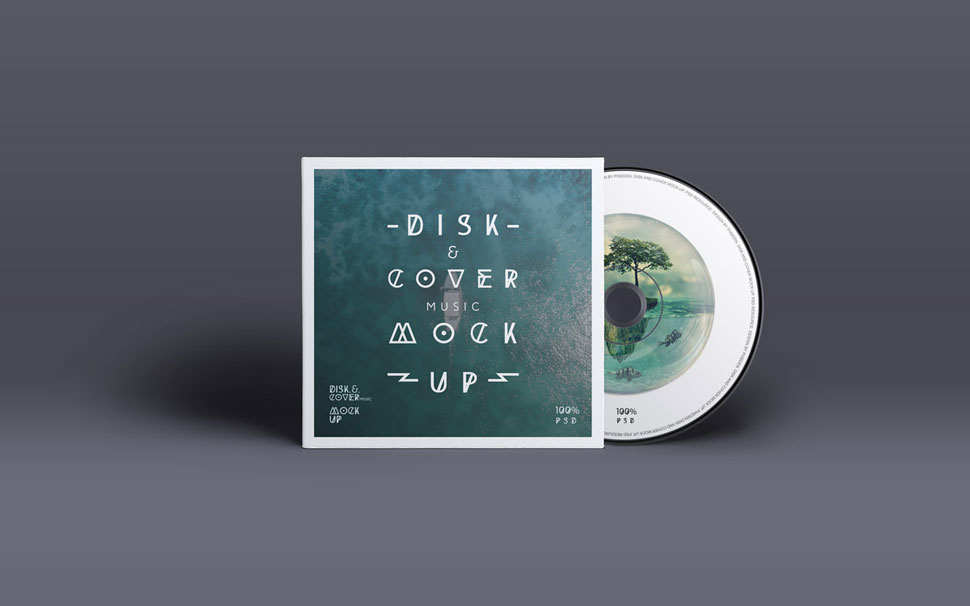 -DISK-
&
COVER
MUSIC
MOCK
UP
DISK &
COVER MUSIC
MOCK
UP
100%
PSD
100%
PSD